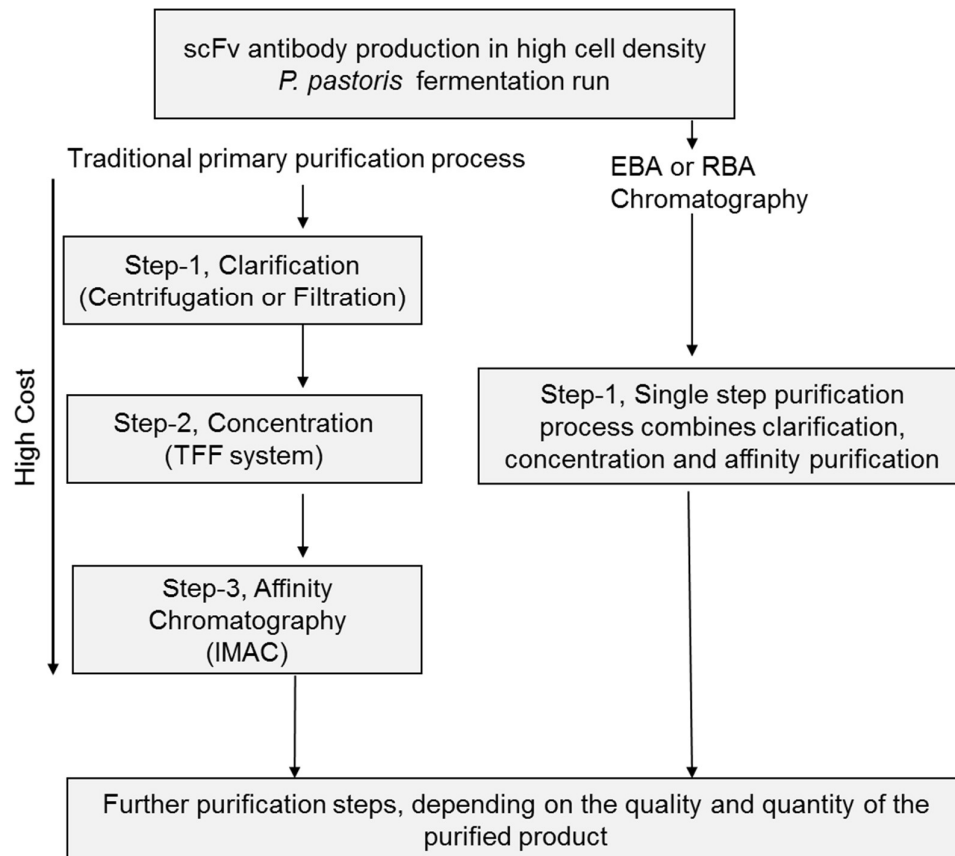 scFv antibody production in high cell density
P. pastoris fermentation run
Traditional primary purification process
EBA or RBA
Chromatography
High Cost
Step-1, Clarification
(Centrifugation or Filtration)
Step-2, Concentration
(TFF system)
Step-3, Affinity
Chromatography
(IMAC)
Step-1, Single step purification
process combines clarification,
concentration and affinity purification
Further purification steps, depending on the quality and quantity of the
purified product